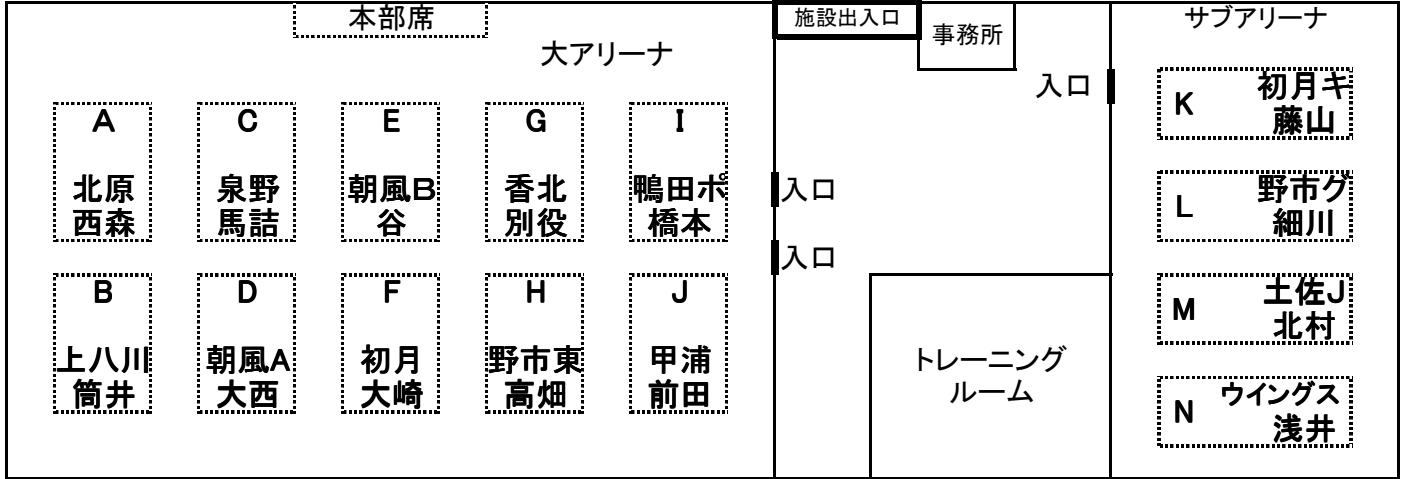 本部席
施設出入口
事務所
サブアリーナ
大アリーナ
入口
A
北原
西森
C
泉野
馬詰
E
朝風B
谷
G
香北
別役
I
鴨田ポ
橋本
入口
入口
B
上八川
筒井
D
朝風A
大西
F
初月
大崎
H
野市東
高畑
J
甲浦
前田
トレーニング
ルーム
K
初月キ
藤山
L
野市グ
細川
M
土佐J
北村
N
ウイングス
浅井